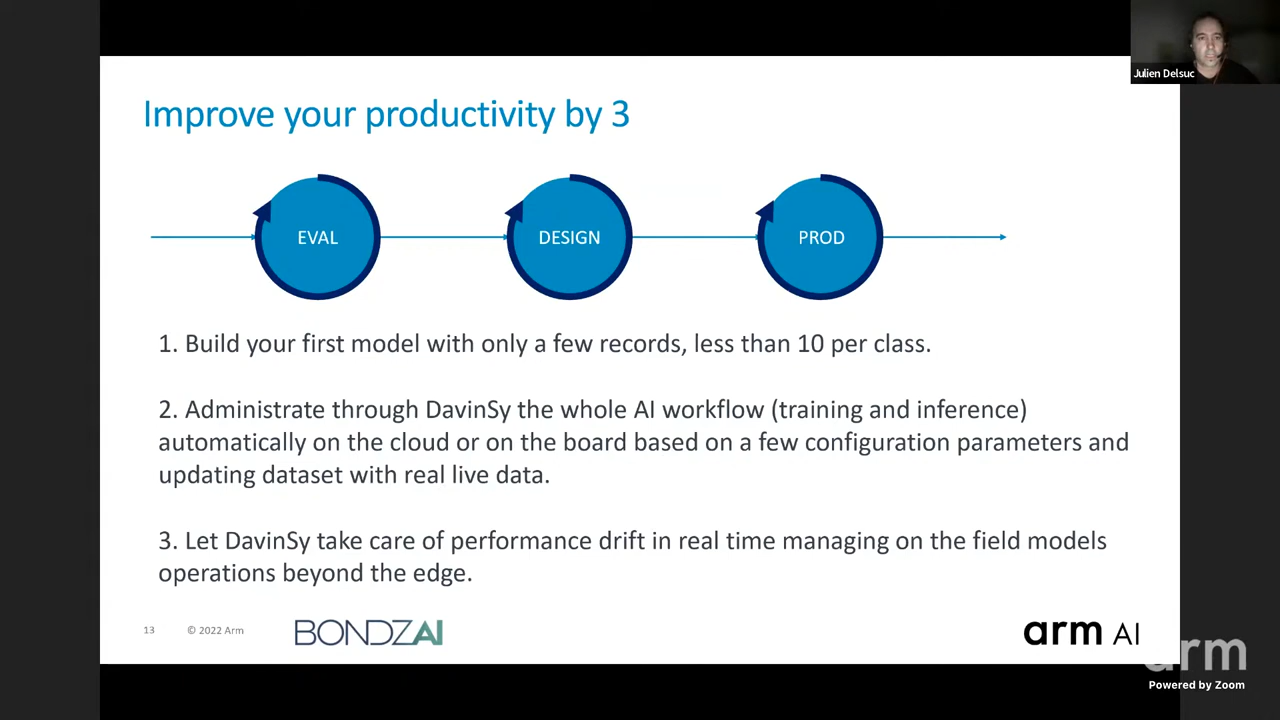 Julien Delsuc
Improve your productivity by 3
EVAL
DESIGN
PROD
1. Build your first model with only a few records, less than 10 per class.
2. Administrate through DavinSy the whole AI workflow (training and inference)
automatically on the cloud or on the board based on a few configuration parameters and
updating dataset with real live data.
3. Let DavinSy take care of performance drift in real time managing on the field models
operations beyond the edge.
13
© 2022 Arm
BONDZAI
arm AI
arm
Powered by Zoom